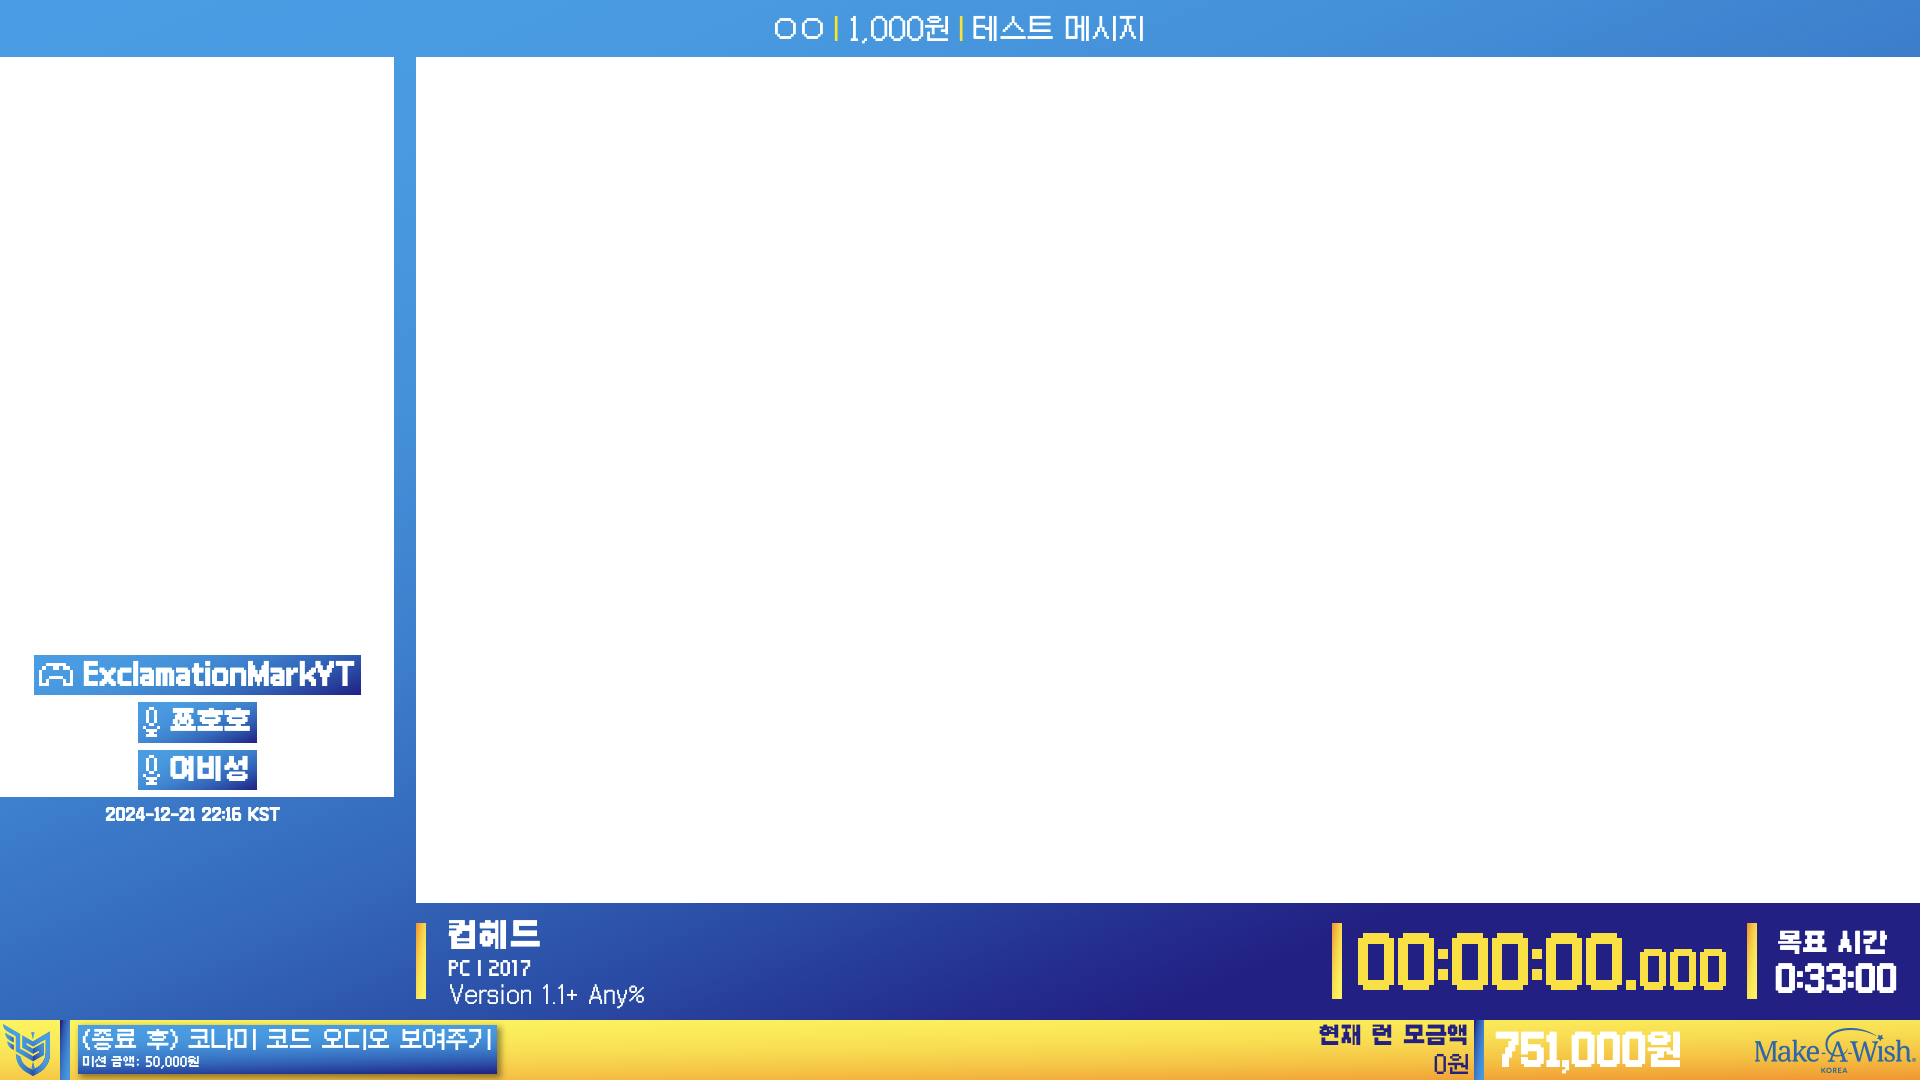 ㅇㅇ | 1,000원 | 테스트 메시지
ExclamationMarkYT
죠호호
여비성
2024-12-21 22:16 KST
컵헤드
PC | 2017
Version 1.1+ Any%
00:00:00.000
목표 시간
0:33:00
(종료 후) 코나미 코드 오디오 보여주기
미션 금액: 50,000원
현재 런 모금액
0원
751,000원
Make-A-Wish®
KOREA